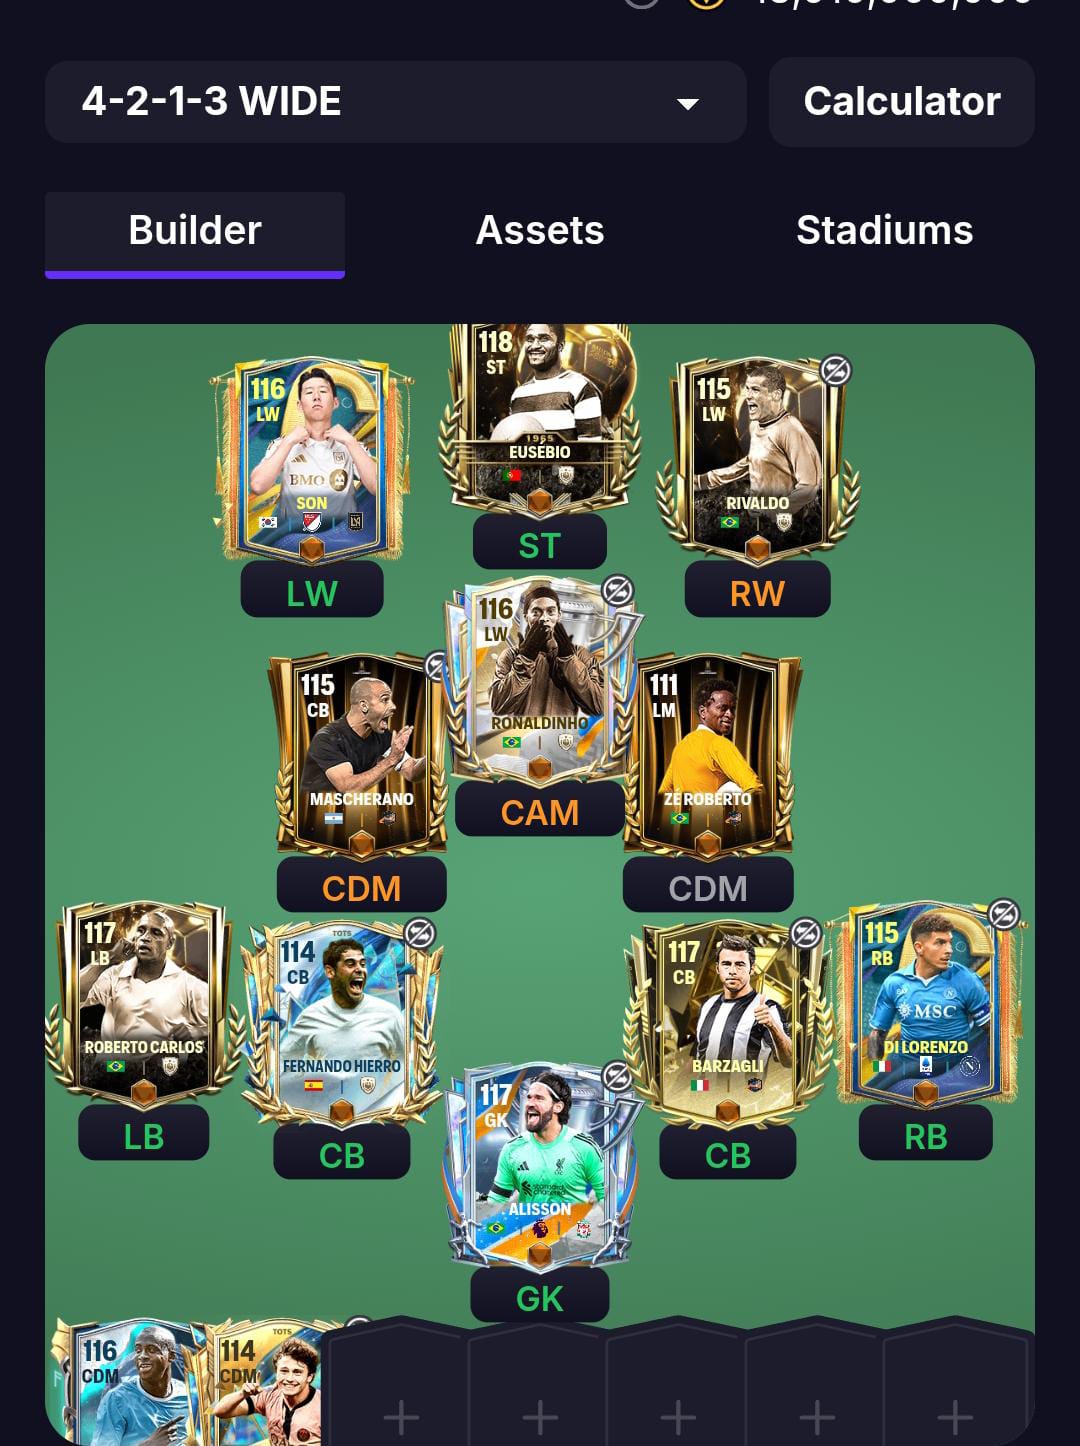 4-2-1-3 WIDE
Calculator
Builder
Assets
Stadiums
118
ST
1965
EUSÉBIO
ST
116
LW
BMO
SON
LW
115
LW
RIVALDO
RW
116
LW
RONALDINHO
CAM
115
CB
MASCHERANO
CDM
111
LM
ZÉ ROBERTO
CDM
117
LB
ROBERTO CARLOS
LB
TOTS
114
CB
FERNANDO HIERRO
CB
117
CB
BARZAGLI
CB
115
RB
MSC
DI LORENZO
RB
117
GK
ALISSON
GK
116
CDM
TOTS
114
CDM